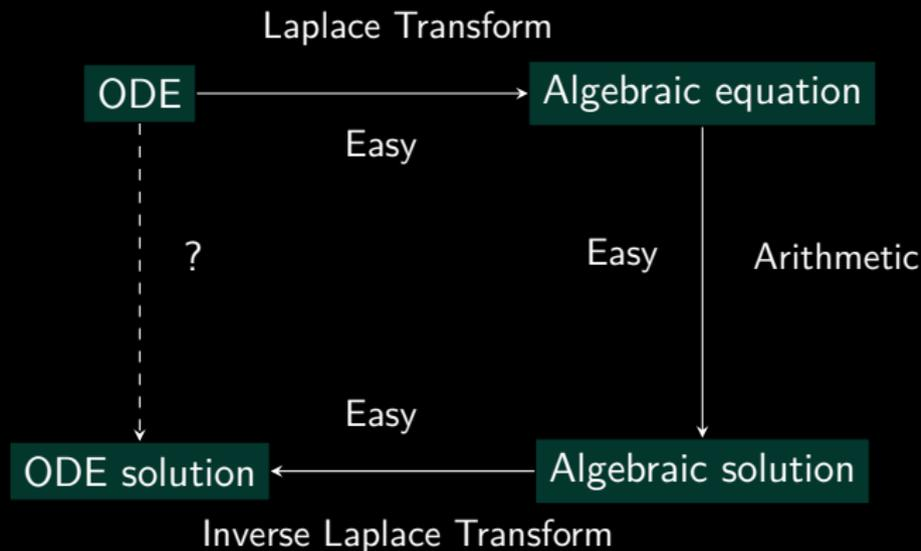 Laplace Transform
ODE
Algebraic equation
Easy
?
Easy
Arithmetic
Easy
ODE solution
Algebraic solution
Inverse Laplace Transform